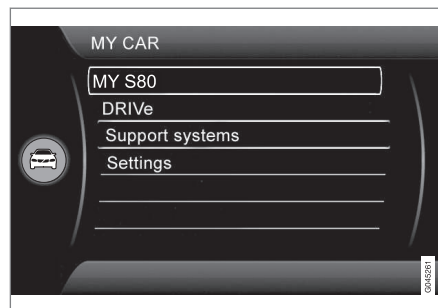 MY CAR
MY S80
DRIVe
Support systems
Settings
G045261